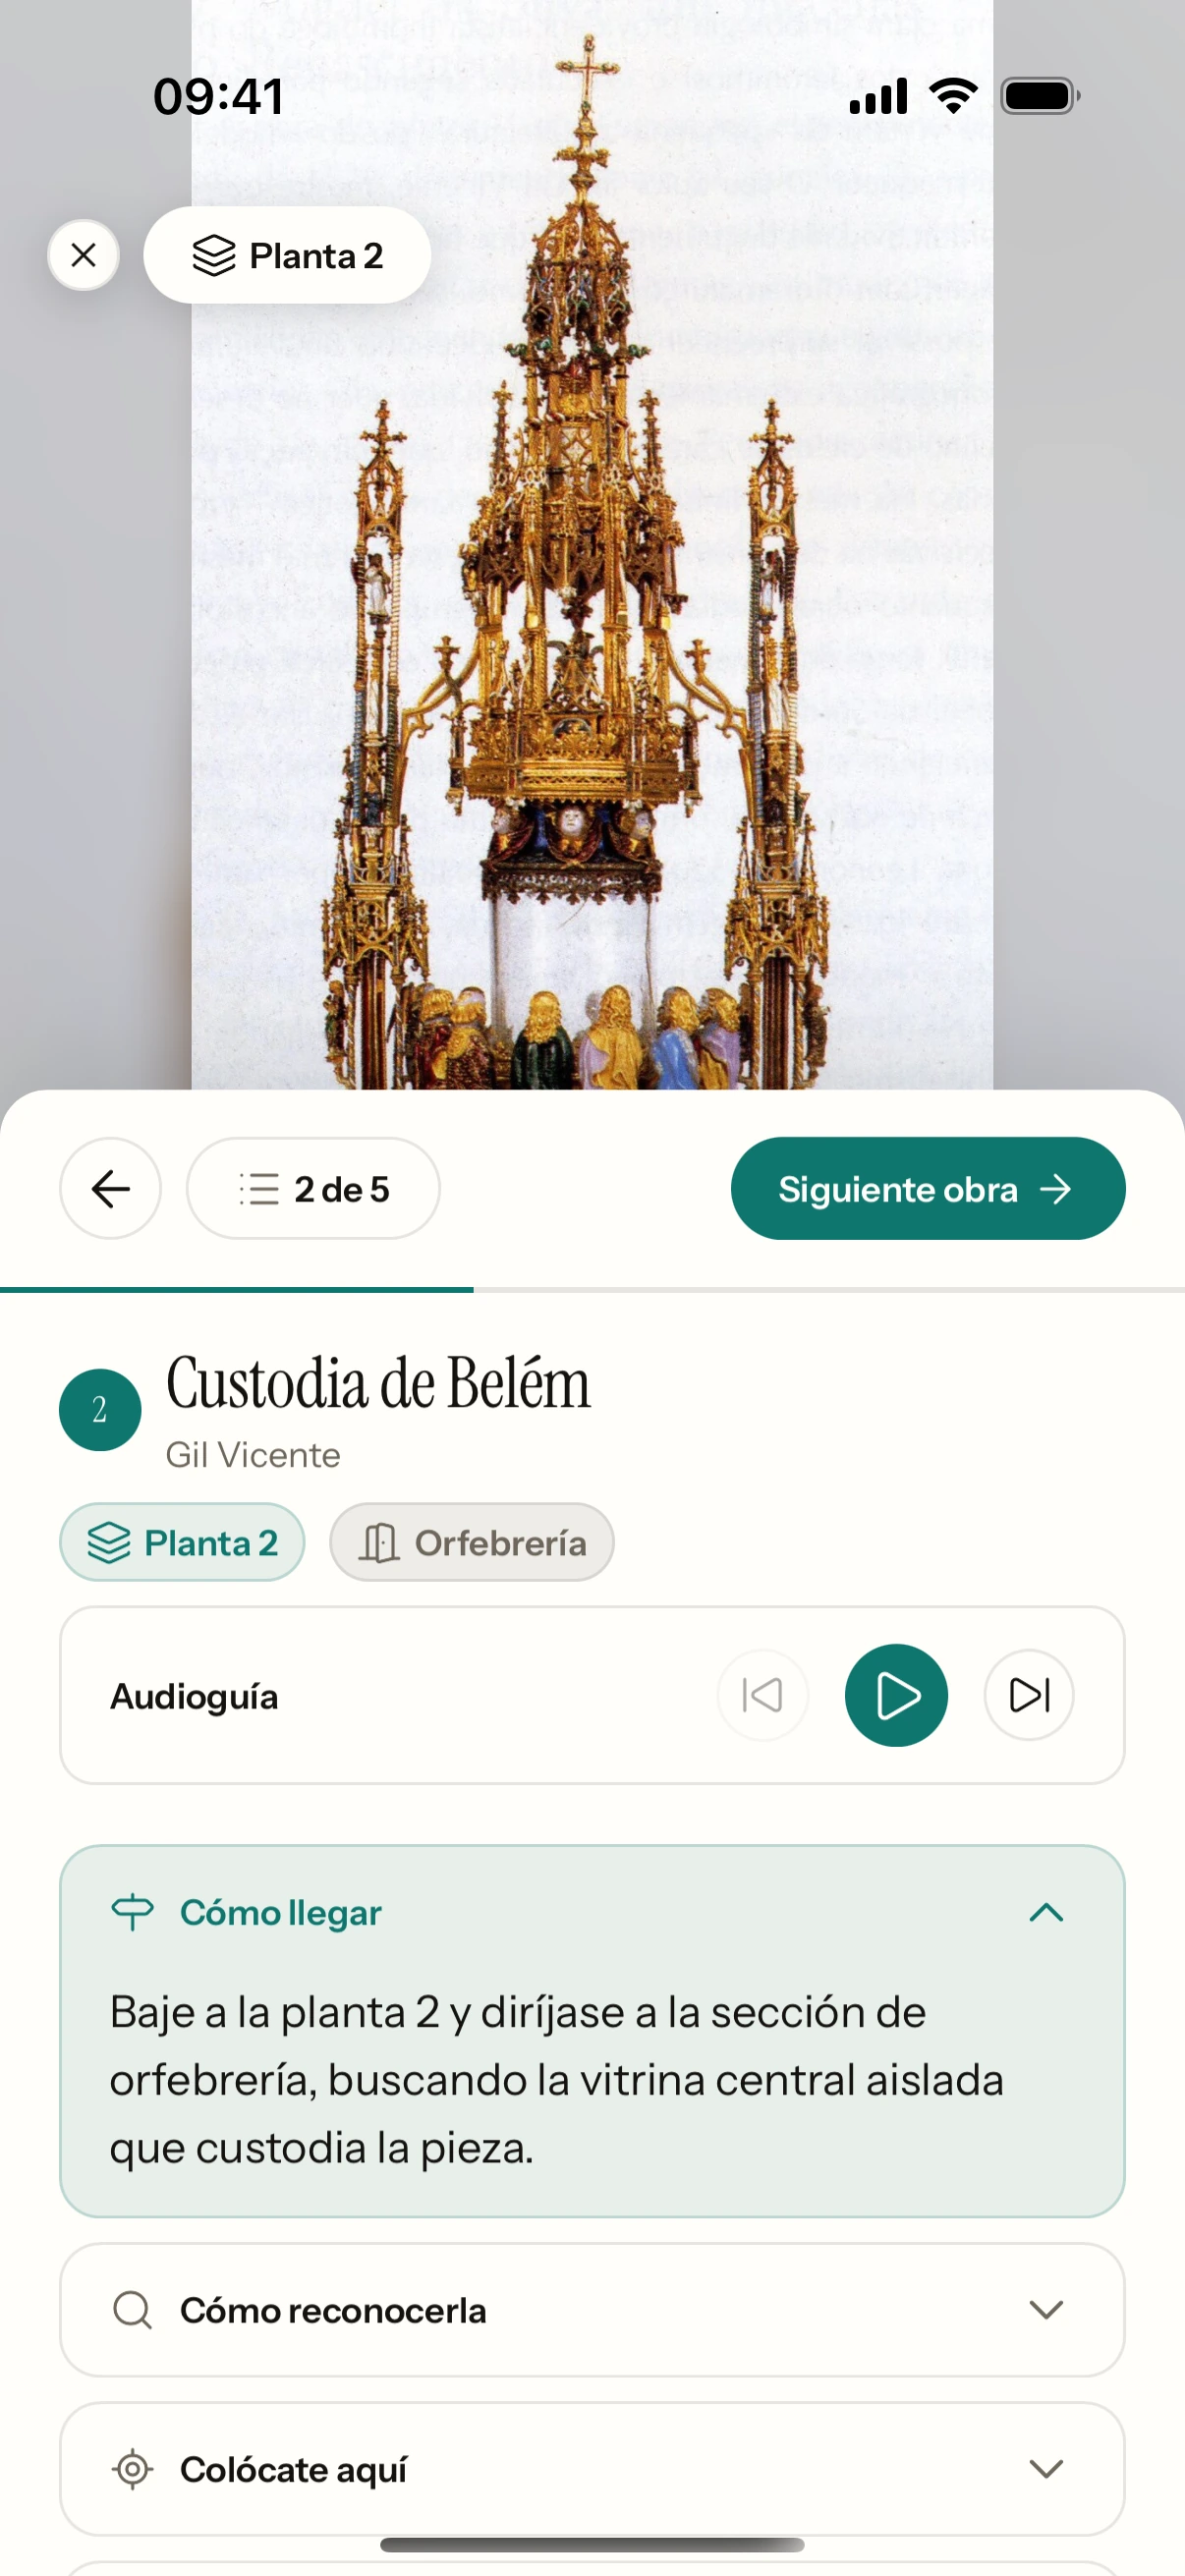 09:41
Planta 2
2 de 5
Siguiente obra
2
Custodia de Belém
Gil Vicente
Planta 2
Orfebrería
Audioguía
Cómo llegar
Baje a la planta 2 y diríjase a la sección de
orfebrería, buscando la vitrina central aislada
que custodia la pieza.
Cómo reconocerla
Colócate aquí